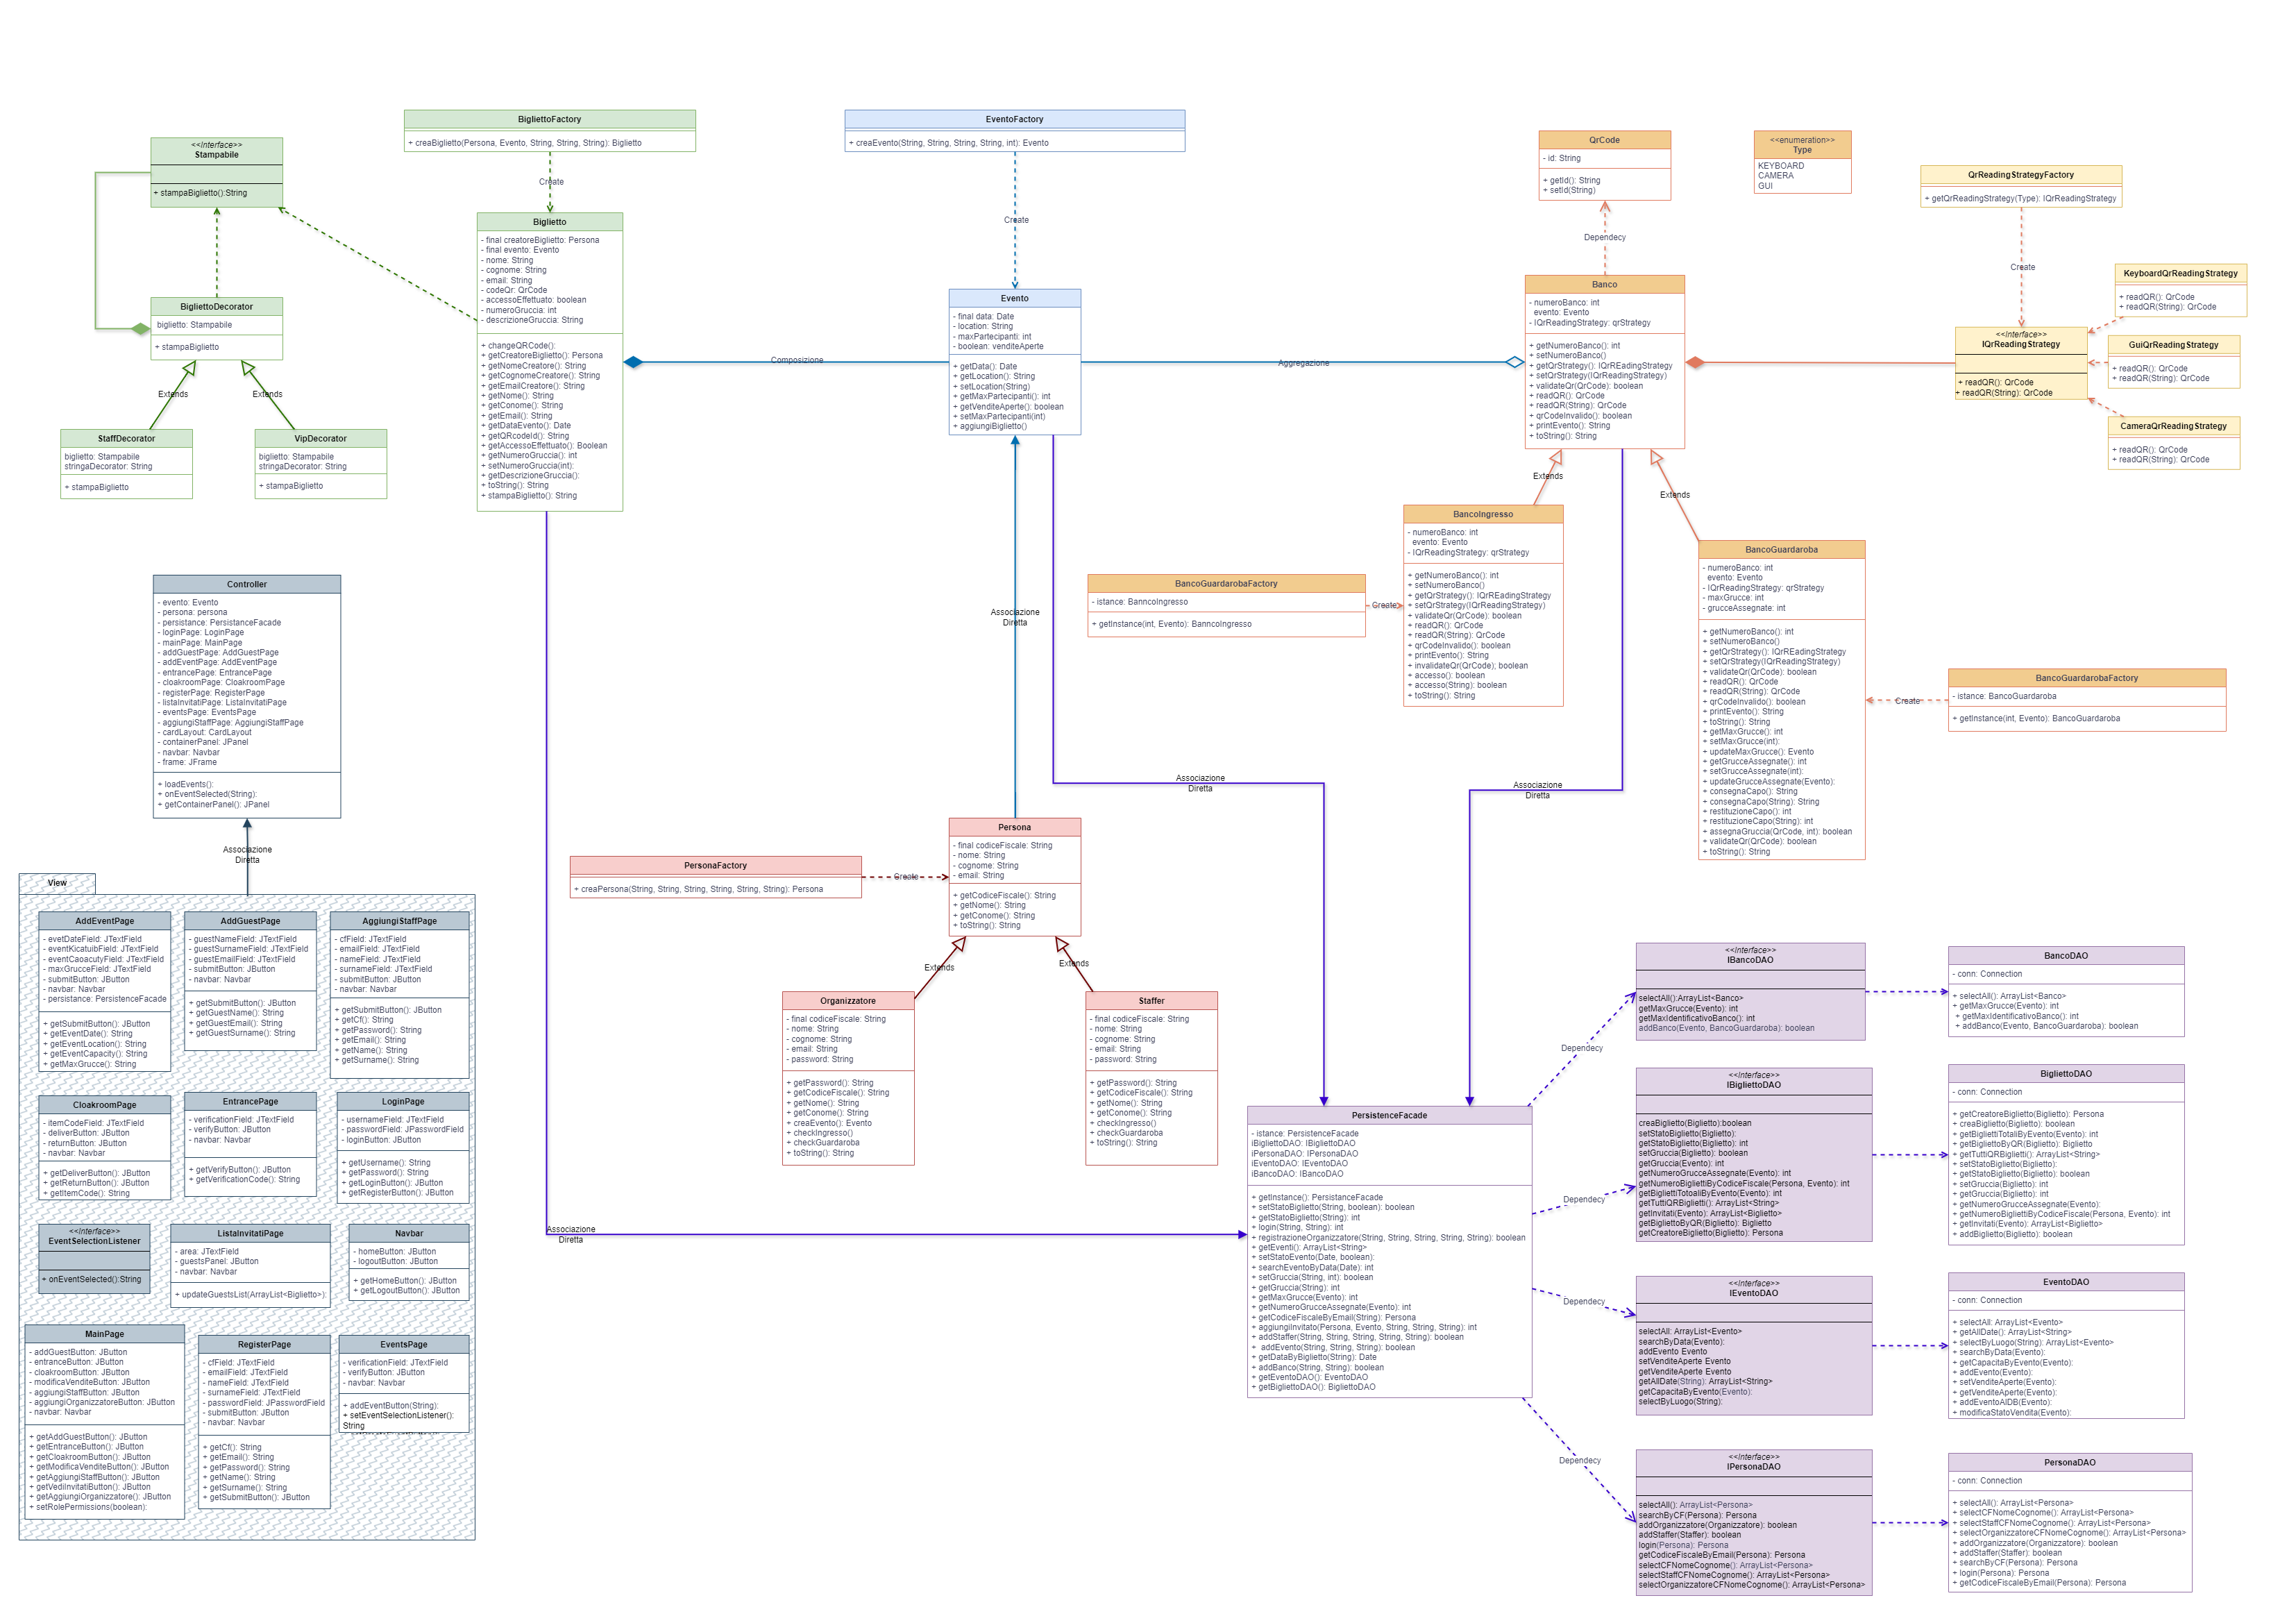 BigliettoFactory
+ creaBiglietto(Persona, Evento, String, String, String): Biglietto
Create
EventoFactory
+ creaEvento(String, String, String, String, int): Evento
Create
<<Interface>>
Stampabile
+ stampaBiglietto():String
BigliettoDecorator
biglietto: Stampabile
+ stampaBiglietto
Extends
Extends
StaffDecorator
biglietto: Stampabile
stringaDecorator: String
+ stampaBiglietto
VipDecorator
biglietto: Stampabile
stringaDecorator: String
+ stampaBiglietto
Biglietto
- final creatoreBiglietto: Persona
- final evento: Evento
- nome: String
- cognome: String
- email: String
- codeQr: QrCode
- accessoEffettuato: boolean
- numeroGruccia: int
- descrizioneGruccia: String
+ changeQRCode():
+ getCreatoreBiglietto(): Persona
+ getNomeCreatore(): String
+ getCognomeCreatore(): String
+ getEmailCreatore(): String
+ getNome(): String
+ getConome(): String
+ getEmail(): String
+ getDataEvento(): Date
+ getQRcodeId(): String
+ getAccessoEffettuato(): Boolean
+ getNumeroGruccia(): int
+ setNumeroGruccia(int):
+ getDescrizioneGruccia():
+ toString(): String
+ stampaBiglietto(): String
Composizione
Evento
- final data: Date
- location: String
- maxPartecipanti: int
- boolean: venditeAperte
+ getData(): Date
+ getLocation(): String
+ setLocation(String)
+ getMaxPartecipanti(): int
+ getVenditeAperte(): boolean
+ setMaxPartecipanti(int)
+ aggiungiBiglietto()
Aggregazione
QrCode
- id: String
+ getId(): String
+ setId(String)
Dependecy
<<enumeration>>
Type
KEYBOARD
CAMERA
GUI
Banco
- numeroBanco: int
evento: Evento
- IQrReadingStrategy: qrStrategy
+ getNumeroBanco(): int
+ setNumeroBanco()
+ getQrStrategy(): IQrREadingStrategy
+ setQrStrategy(IQrReadingStrategy)
+ validateQr(QrCode): boolean
+ readQR(): QrCode
+ readQR(String): QrCode
+ qrCodeInvalido(): boolean
+ printEvento(): String
+ toString(): String
Extends
Extends
QrReadingStrategyFactory
+ getQrReadingStrategy(Type): IQrReadingStrategy
Create
KeyboardQrReadingStrategy
+ readQR(): QrCode
+ readQR(String): QrCode
<<Interface>>
IQrReadingStrategy
+ readQR(): QrCode
+ readQR(String): QrCode
GuiQrReadingStrategy
+ readQR(): QrCode
+ readQR(String): QrCode
CameraQrReadingStrategy
+ readQR(): QrCode
+ readQR(String): QrCode
BancoGuardarobaFactory
- istance: BanncoIngresso
+ getInstance(int, Evento): BanncoIngresso
Create
BancoIngresso
- numeroBanco: int
evento: Evento
- IQrReadingStrategy: qrStrategy
+ getNumeroBanco(): int
+ setNumeroBanco()
+ getQrStrategy(): IQrREadingStrategy
+ setQrStrategy(IQrReadingStrategy)
+ validateQr(QrCode): boolean
+ readQR(): QrCode
+ readQR(String): QrCode
+ qrCodeInvalido(): boolean
+ printEvento(): String
+ invalidateQr(QrCode): boolean
+ accesso(): boolean
+ accesso(String): boolean
+ toString(): String
BancoGuardaroba
- numeroBanco: int
evento: Evento
- IQrReadingStrategy: qrStrategy
- maxGrucce: int
- grucceAssegnate: int
+ getNumeroBanco(): int
+ setNumeroBanco()
+ getQrStrategy(): IQrREadingStrategy
+ setQrStrategy(IQrReadingStrategy)
+ validateQr(QrCode): boolean
+ readQR(): QrCode
+ readQR(String): QrCode
+ qrCodeInvalido(): boolean
+ printEvento(): String
+ toString(): String
+ getMaxGrucce(): int
+ setMaxGrucce(int):
+ updateMaxGrucce(): Evento
+ getGrucceAssegnate(): int
+ setGrucceAssegnate(int):
+ updateGrucceAssegnate(Evento):
+ consegnaCapo(): String
+ consegnaCapo(String): String
+ restituzioneCapo(): int
+ restituzioneCapo(String): int
+ assegnaGruccia(QrCode, int): boolean
+ validateQr(QrCode): boolean
+ toString(): String
Create
BancoGuardarobaFactory
- istance: BancoGuardaroba
+ getInstance(int, Evento): BancoGuardaroba
Controller
- evento: Evento
- persona: persona
- persistance: PersistanceFacade
- loginPage: LoginPage
- mainPage: MainPage
- addGuestPage: AddGuestPage
- addEventPage: AddEventPage
- entrancePage: EntrancePage
- cloakroomPage: CloakroomPage
- registerPage: RegisterPage
- listaInvitatiPage: ListaInvitatiPage
- eventsPage: EventsPage
- aggiungiStaffPage: AggiungiStaffPage
- cardLayout: CardLayout
- containerPanel: JPanel
- navbar: Navbar
- frame: JFrame
+ loadEvents():
+ onEventSelected(String):
+ getContainerPanel(): JPanel
Associazione
Diretta
Associazione
Diretta
Associazione
Diretta
Associazione
Diretta
Associazione
Diretta
PersonaFactory
+ creaPersona(String, String, String, String, String, String): Persona
Create
Persona
- final codiceFiscale: String
- nome: String
- cognome: String
- email: String
+ getCodiceFiscale(): String
+ getNome(): String
+ getConome(): String
+ toString(): String
Extends
Extends
Organizzatore
- final codiceFiscale: String
- nome: String
- cognome: String
- email: String
- password: String
+ getPassword(): String
+ getCodiceFiscale(): String
+ getNome(): String
+ getConome(): String
+ creaEvento(): Evento
+ checkIngresso()
+ checkGuardaroba
+ toString(): String
Staffer
- final codiceFiscale: String
- nome: String
- cognome: String
- email: String
- password: String
+ getPassword(): String
+ getCodiceFiscale(): String
+ getNome(): String
+ getConome(): String
+ checkIngresso()
+ checkGuardaroba()
+ toString(): String
View
AddEventPage
- evetDateField: JTextField
- eventKicatuibField: JTextField
- eventCaoacutyField: JTextField
- maxGrucceField: JTextField
- submitButton: JButton
- navbar: Navbar
- persistance: PersistenceFacade
+ getSubmitButton(): JButton
+ getEventDate(): String
+ getEventLocation(): String
+ getEventCapacity(): String
+ getMaxGrucce(): String
AddGuestPage
- guestNameField: JTextField
- guestSurnameField: JTextField
- guestEmailField: JTextField
- submitButton: JButton
- navbar: Navbar
+ getSubmitButton(): JButton
+ getGuestName(): String
+ getGuestEmail(): String
+ getGuestSurname(): String
AggiungiStaffPage
- cfField: JTextField
- emailField: JTextField
- nameField: JTextField
- surnameField: JTextField
- submitButton: JButton
- navbar: Navbar
+ getSubmitButton(): JButton
+ getCf(): String
+ getPassword(): String
+ getEmail(): String
+ getName(): String
+ getSurname(): String
CloakroomPage
- itemCodeField: JTextField
- deliverButton: JButton
- returnButton: JButton
- navbar: Navbar
+ getDeliverButton(): JButton
+ getReturnButton(): JButton
+ getItemCode(): String
EntrancePage
- verificationField: JTextField
- verifyButton: JButton
- navbar: Navbar
+ getVerifyButton(): JButton
+ getVerificationCode(): String
LoginPage
- usernameField: JTextField
- passwordField: JPasswordField
- loginButton: JButton
+ getUsername(): String
+ getPassword(): String
+ getLoginButton(): JButton
+ getRegisterButton(): JButton
<<Interface>>
EventSelectionListener
+ onEventSelected():String
ListaInvitatiPage
- area: JTextField
- guestsPanel: JButton
- navbar: Navbar
+ updateGuestsList(ArrayList<Biglietto>):
Navbar
- homeButton: JButton
- logoutButton: JButton
+ getHomeButton(): JButton
+ getLogoutButton(): JButton
MainPage
- addGuestButton: JButton
- entranceButton: JButton
- cloakroomButton: JButton
- modificaVenditeButton: JButton
- aggiungiStaffButton: JButton
- aggiungiOrganizzatoreButton: JButton
- navbar: Navbar
+ getAddGuestButton(): JButton
+ getEntranceButton(): JButton
+ getCloakroomButton(): JButton
+ getModificaVenditeButton(): JButton
+ getAggiungiStaffButton(): JButton
+ getVediInvitatiButton(): JButton
+ getAggiungiOrganizzatore(): JButton
+ setRolePermissions(boolean):
RegisterPage
- cfField: JTextField
- emailField: JTextField
- nameField: JTextField
- surnameField: JTextField
- passwordField: JPasswordField
- submitButton: JButton
- navbar: Navbar
+ getCf(): String
+ getEmail(): String
+ getPassword(): String
+ getName(): String
+ getSurname(): String
+ getSubmitButton(): JButton
EventsPage
- verificationField: JTextField
- verifyButton: JButton
- navbar: Navbar
+ addEventButton(String):
+ setEventSelectionListener():
String
PersistenceFacade
- istance: PersistenceFacade
iBigliettoDAO: IBigliettoDAO
iPersonaDAO: IPersonaDAO
iEventoDAO: IEventoDAO
iBancoDAO: IBancoDAO
+ getInstance(): PersistanceFacade
+ setStatoBiglietto(String, boolean): boolean
+ getStatoBiglietto(String): int
+ login(String, String): int
+ registrazioneOrganizzatore(String, String, String, String, String): boolean
+ getEventi(): ArrayList<String>
+ setStatoEvento(Date, boolean):
+ searchEventoByData(Date): int
+ setGruccia(String, int): boolean
+ getGruccia(String): int
+ getMaxGrucce(Evento): int
+ getNumeroGrucceAssegnate(Evento): int
+ getCodiceFiscaleByEmail(String): Persona
+ aggiungiInvitato(Persona, Evento, String, String, String): int
+ addStaffer(String, String, String, String, String): boolean
+ addEvento(String, String, String): boolean
+ getDataByBiglietto(String): Date
+ addBanco(String, String): boolean
+ getEventoDAO(): EventoDAO
+ getBigliettoDAO(): BigliettoDAO
Dependecy
Dependecy
Dependecy
Dependecy
<<Interface>>
IBancoDAO
selectAll():ArrayList<Banco>
getMaxGrucce(Evento): int
getMaxIdentificativoBanco(): int
addBanco(Evento, BancoGuardaroba): boolean
BancoDAO
- conn: Connection
+ selectAll(): ArrayList<Banco>
+ getMaxGrucce(Evento): int
+ getMaxIdentificativoBanco(): int
+ addBanco(Evento, BancoGuardaroba): boolean
<<Interface>>
IBigliettoDAO
creaBiglietto(Biglietto):boolean
setStatoBiglietto(Biglietto):
getStatoBiglietto(Biglietto): int
setGruccia(Biglietto): boolean
getGruccia(Evento): int
getNumeroGrucceAssegnate(Evento): int
getNumeroBigliettiByCodiceFiscale(Persona, Evento): int
getBigliettiTotoaliByEvento(Evento): int
getTuttiQRBiglietti(): ArrayList<String>
getInvitati(Evento): ArrayList<Biglietto>
getBigliettoByQR(Biglietto): Biglietto
getCreatoreBiglietto(Biglietto): Persona
BigliettoDAO
- conn: Connection
+ getCreatoreBiglietto(Biglietto): Persona
+ creaBiglietto(Biglietto): boolean
+ getBigliettiTotaliByEvento(Evento): int
+ getBigliettoByQR(Biglietto): Biglietto
+ getTuttiQRBiglietti(): ArrayList<String>
+ setStatoBiglietto(Biglietto):
+ getStatoBiglietto(Biglietto): boolean
+ setGruccia(Biglietto): int
+ getGruccia(Biglietto): int
+ getNumeroGrucceAssegnate(Evento):
+ getNumeroBigliettiByCodiceFiscale(Persona, Evento): int
+ getInvitati(Evento): ArrayList<Biglietto>
+ addBiglietto(Biglietto): boolean
<<Interface>>
IEventoDAO
selectAll: ArrayList<Evento>
searchByData(Evento):
addEvento Evento
setVenditeAperte Evento
getVenditeAperte Evento
getAllDate(String): ArrayList<String>
getCapacitaByEvento(Evento):
selectByLuogo(String):
EventoDAO
- conn: Connection
+ selectAll: ArrayList<Evento>
+ getAllDate(): ArrayList<String>
+ selectByLuogo(String): ArrayList<Evento>
+ searchByData(Evento):
+ getCapacitaByEvento(Evento):
+ addEvento(Evento):
+ setVenditeAperte(Evento):
+ getVenditeAperte(Evento):
+ addEventoAlDB(Evento):
+ modificaStatoVendita(Evento):
<<Interface>>
IPersonaDAO
selectAll(): ArrayList<Persona>
searchByCF(Persona): Persona
addOrganizzatore(Organizzatore): boolean
addStaffer(Staffer): boolean
login(Persona): Persona
getCodiceFiscaleByEmail(Persona): Persona
selectCFNomeCognome(): ArrayList<Persona>
selectStaffCFNomeCognome(): ArrayList<Persona>
selectOrganizzatoreCFNomeCognome(): ArrayList<Persona>
PersonaDAO
- conn: Connection
+ selectAll(): ArrayList<Persona>
+ selectCFNomeCognome(): ArrayList<Persona>
+ selectStaffCFNomeCognome(): ArrayList<Persona>
+ selectOrganizzatoreCFNomeCognome(): ArrayList<Persona>
+ addOrganizzatore(Organizzatore): boolean
+ addStaffer(Staffer): boolean
+ searchByCF(Persona): Persona
+ login(Persona): Persona
+ getCodiceFiscaleByEmail(Persona): Persona